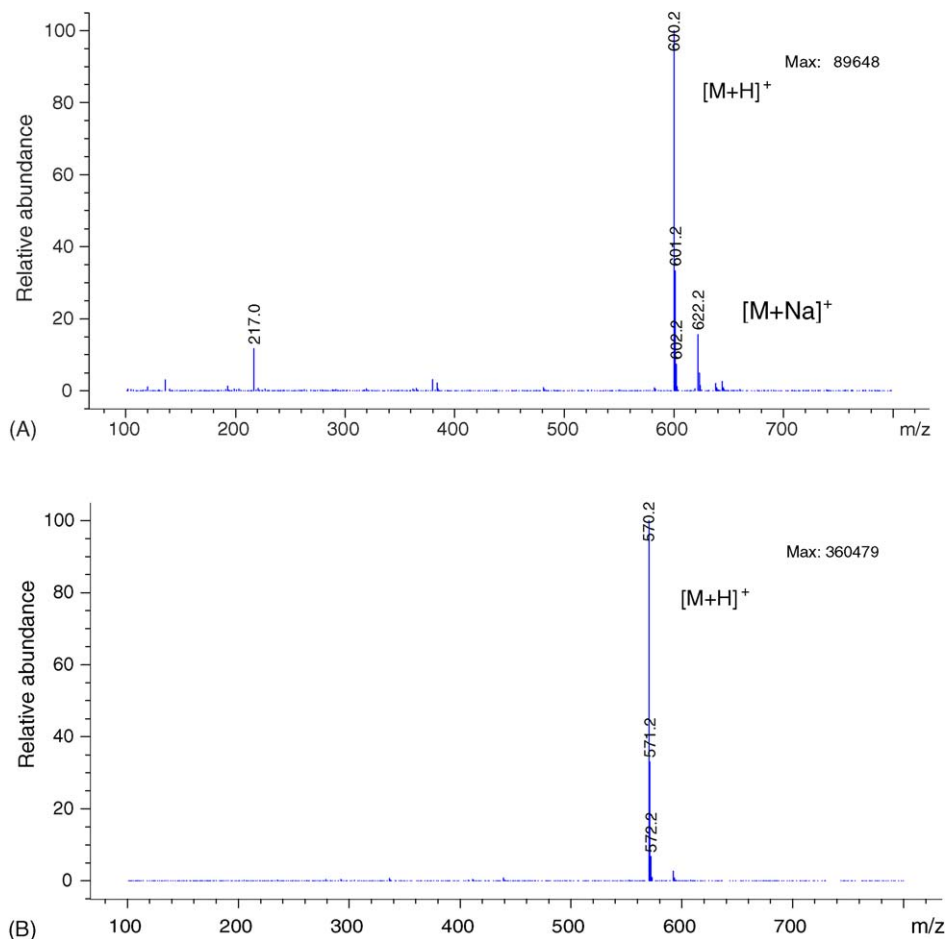 100
80
60
40
20
0
Relative abundance
600.2
Max: 89648
[M+H]+
601.2
602.2
622.2
[M+Na]+
217.0
100 200 300 400 500 600 700 m/z
(A)
100
80
60
40
20
0
Relative abundance
570.2
Max: 360479
[M+H]+
571.2
572.2
100 200 300 400 500 600 700 m/z
(B)